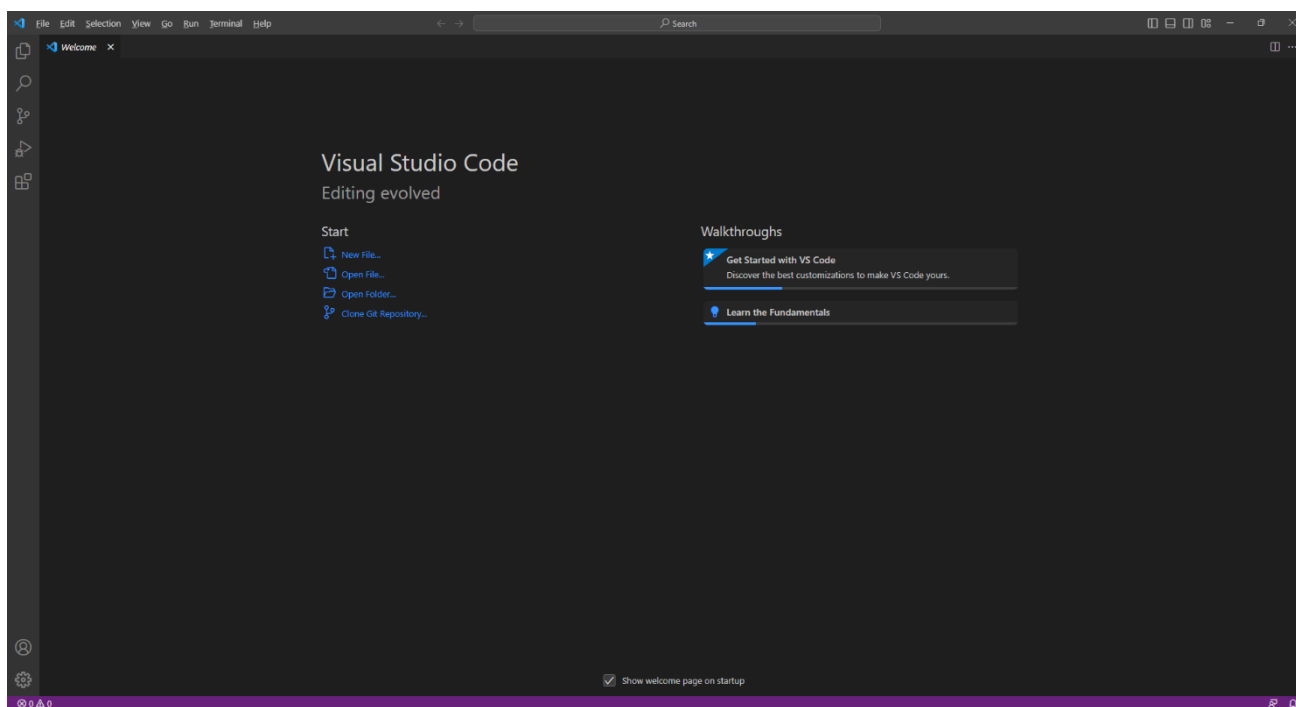 File Edit Selection View Go Run Terminal Help
Search
Welcome
Visual Studio Code
Editing evolved
Start
New File...
Open File...
Open Folder...
Clone Git Repository...
Walkthroughs
Get Started with VS Code
Discover the best customizations to make VS Code yours.
Learn the Fundamentals
Show welcome page on startup
0 0